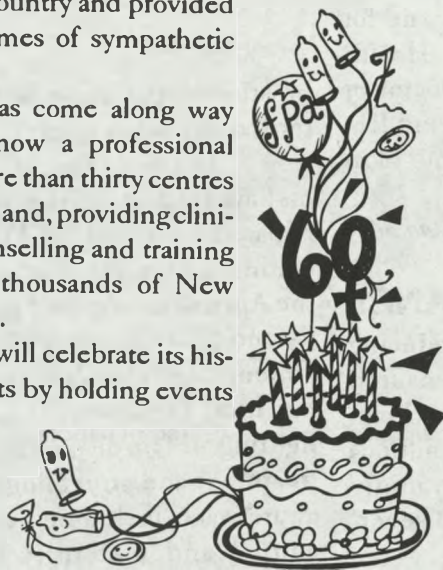 country and provided
mes of sympathetic
as come along way
now a professional
re than thirty centres
and, providing clini-
nselling and training
thousands of New
will celebrate its his-
ts by holding events
fpa
60